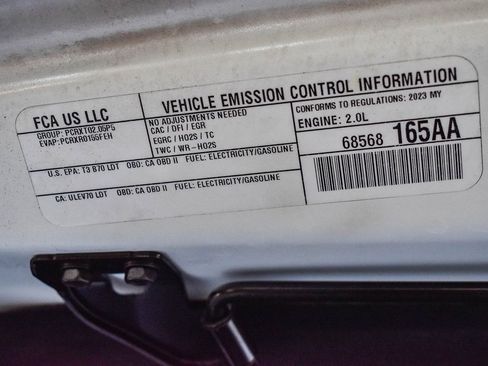 FCA US LLC
GROUP: PCRXT02.05P5
EVAP: PCRXR0155FEH
VEHICLE EMISSION CONTROL INFORMATION
NO ADJUSTMENTS NEEDED
CAC / DFI / EGR
EGRC / HO2S / TC
TWC / WR-HO2S
CONFORMS TO REGULATIONS: 2023 MY
ENGINE: 2.0L
68568 165AA
U.S. EPA: T3 B70 LDT OBD: CA OBD II FUEL: ELECTRICITY/GASOLINE
CA: ULEV70 LDT OBD: CA OBD II FUEL: ELECTRICITY/GASOLINE